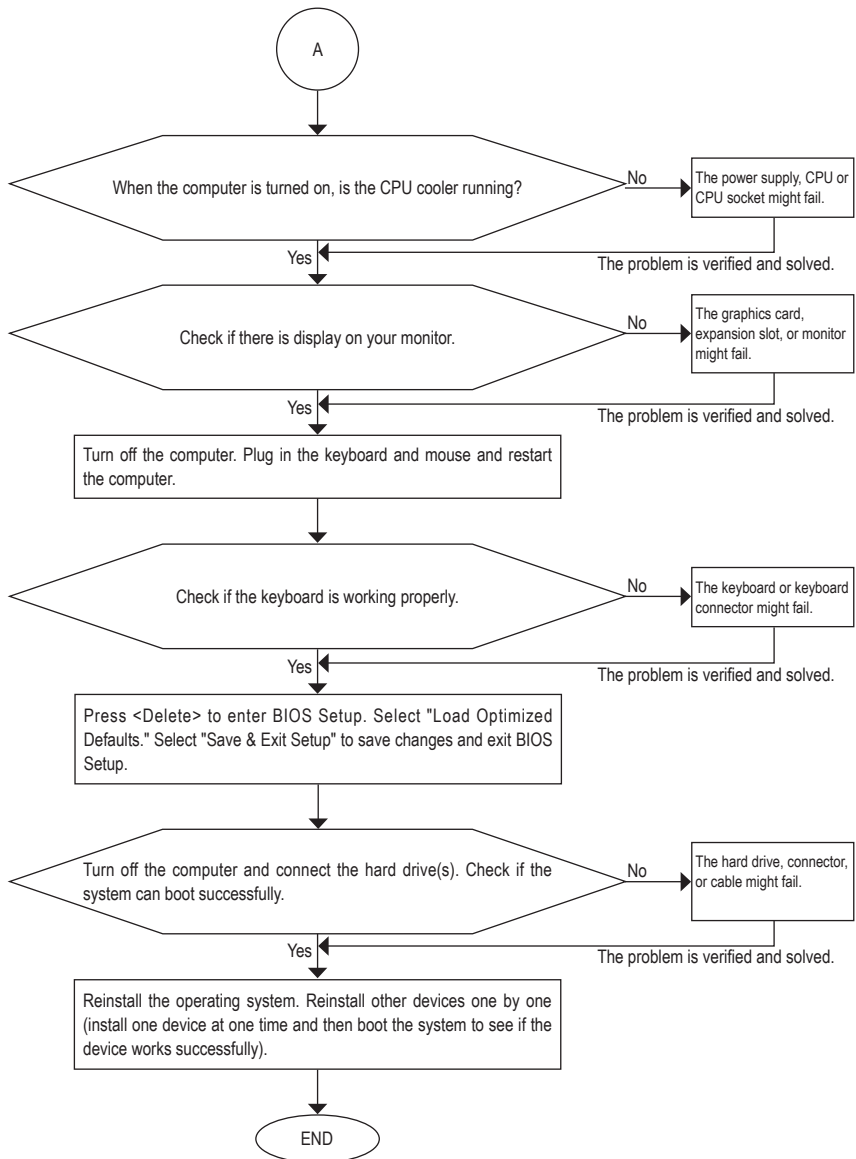 A
When the computer is turned on, is the CPU cooler running?
No
The power supply, CPU or
CPU socket might fail.
Yes
The problem is verified and solved.
Check if there is display on your monitor.
No
The graphics card,
expansion slot, or monitor
might fail.
Yes
The problem is verified and solved.
Turn off the computer. Plug in the keyboard and mouse and restart
the computer.
Check if the keyboard is working properly.
No
The keyboard or keyboard
connector might fail.
Yes
The problem is verified and solved.
Press <Delete> to enter BIOS Setup. Select "Load Optimized
Defaults." Select "Save & Exit Setup" to save changes and exit BIOS
Setup.
Turn off the computer and connect the hard drive(s). Check if the
system can boot successfully.
No
The hard drive, connector,
or cable might fail.
Yes
The problem is verified and solved.
Reinstall the operating system. Reinstall other devices one by one
(install one device at one time and then boot the system to see if the
device works successfully).
END